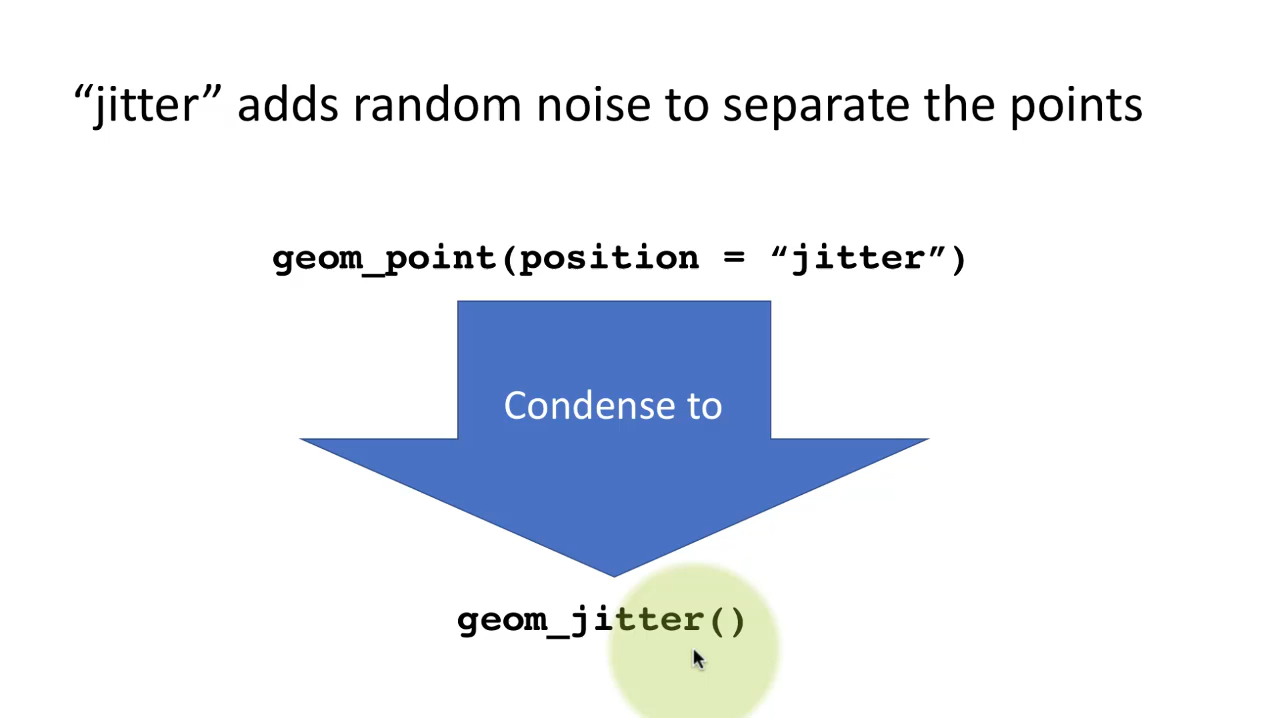 “jitter” adds random noise to separate the points
geom_point(position = “jitter”)
Condense to
geom_jitter()